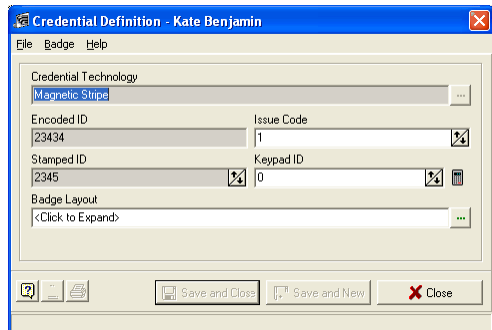 Credential Definition - Kate Benjamin
File Badge Help
Credential Technology
Magnetic Stripe
...
Encoded ID Issue Code
23434 1
Stamped ID Keypad ID
2345 0
Badge Layout
<Click to Expand>
...
Save and Close Save and New Close